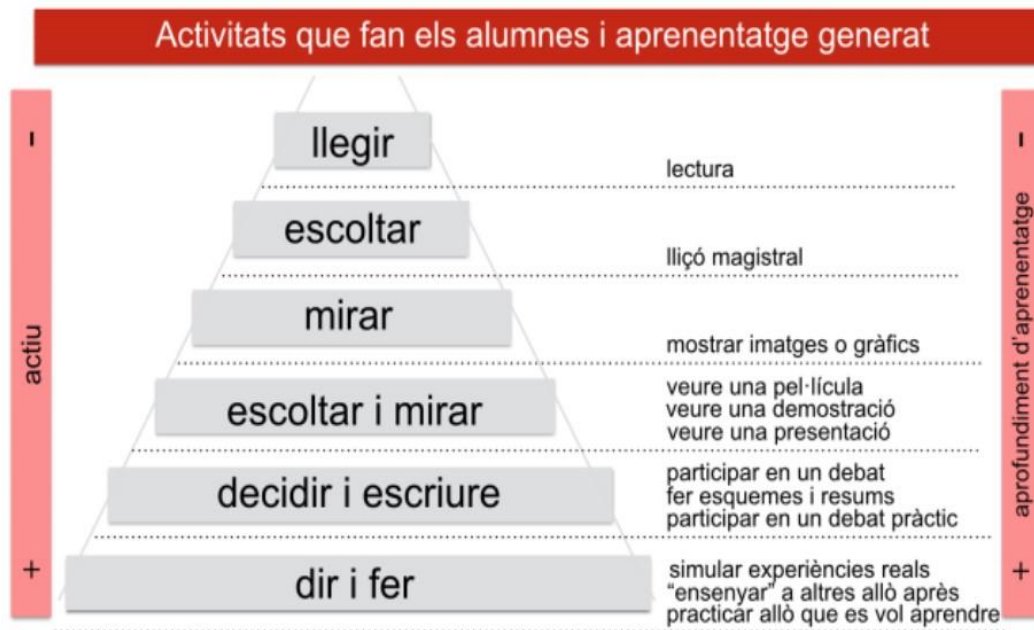 Activitats que fan els alumnes i aprenentatge generat
-
actiu
+
llegir
lectura
escoltar
lliçó magistral
mirar
mostrar imatges o gràfics
escoltar i mirar
veure una pel·lícula
veure una demostració
veure una presentació
decidir i escriure
participar en un debat
fer esquemes i resums
participar en un debat pràctic
dir i fer
simular experiències reals
“ensenyar” a altres allò après
practicar allò que es vol aprendre
-
aprofundiment d'aprenentatge
+